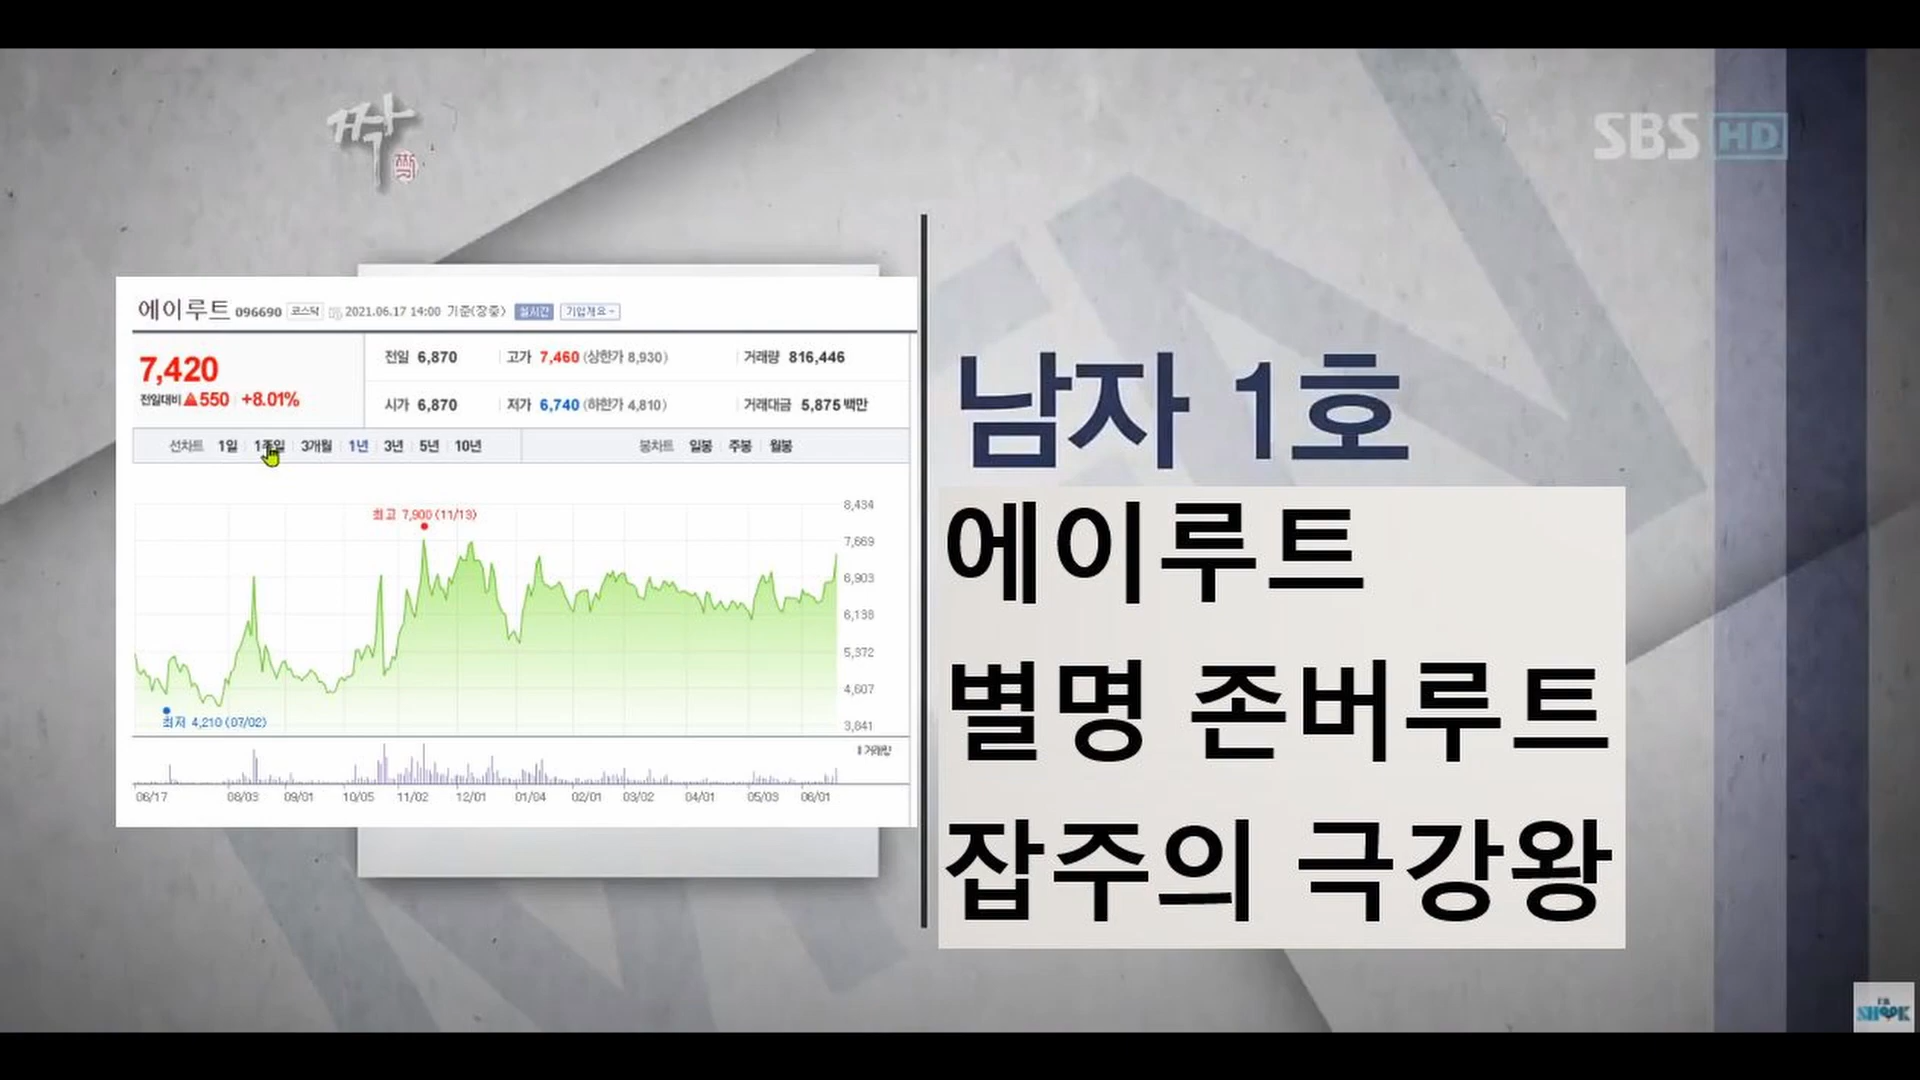 짝
SBS HD
에이루트 096690 코스닥 2021.06.17 14:00 기준(장중) 실시간 기업개요
7,420
전일대비 ▲550 +8.01%
전일 6,870 고가 7,460 (상한가 8,930) 거래량 816,446
시가 6,870 저가 6,740 (하한가 4,810) 거래대금 5,875 백만
선차트 1일 1주일 3개월 1년 3년 5년 10년 봉차트 일봉 주봉 월봉
최고 7,900 (11/13)
8,434
7,669
6,903
6,138
5,372
4,607
3,841
최저 4,210 (07/02)
거래량
06/17 08/03 09/01 10/05 11/02 12/01 01/04 02/01 03/02 04/01 05/03 06/01
남자 1호
에이루트
별명 존버루트
잡주의 극강왕